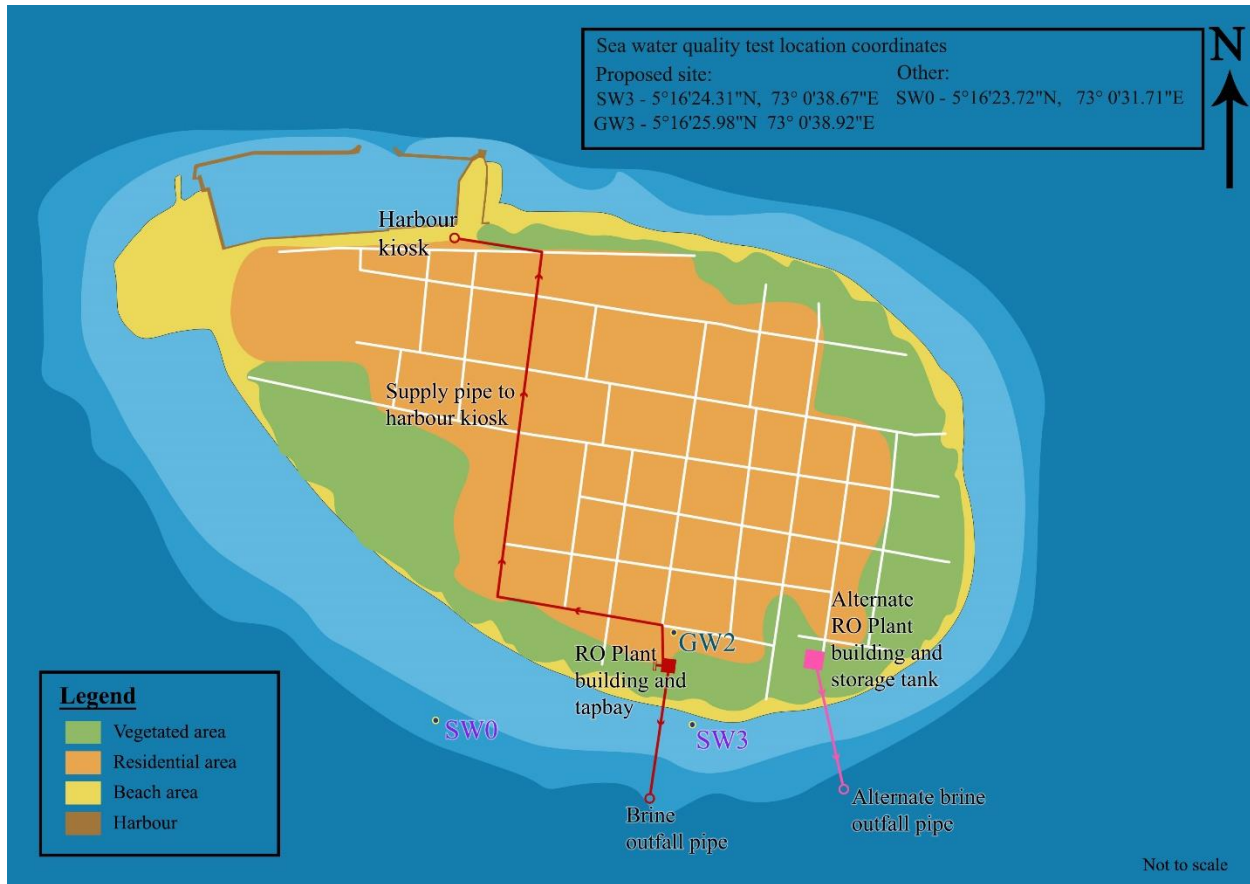 Sea water quality test location coordinates
Proposed site: Other:
SW3 - 5°16'24.31"N, 73° 0'38.67"E SW0 - 5°16'23.72"N, 73° 0'31.71"E
GW3 - 5°16'25.98"N 73° 0'38.92"E
N
Harbour
kiosk
Supply pipe to
harbour kiosk
GW2
RO Plant
building and
tapbay
Alternate
RO Plant
building and
storage tank
SW0
SW3
Brine
outfall pipe
Alternate brine
outfall pipe
Legend
Vegetated area
Residential area
Beach area
Harbour
Not to scale